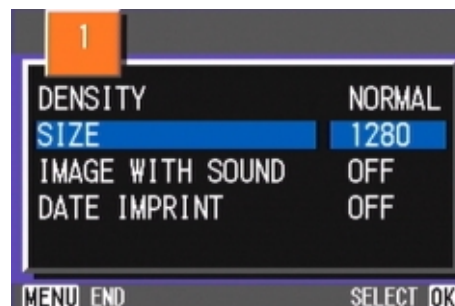 1
DENSITY NORMAL
SIZE 1280
IMAGE WITH SOUND OFF
DATE IMPRINT OFF
MENU END SELECT OK